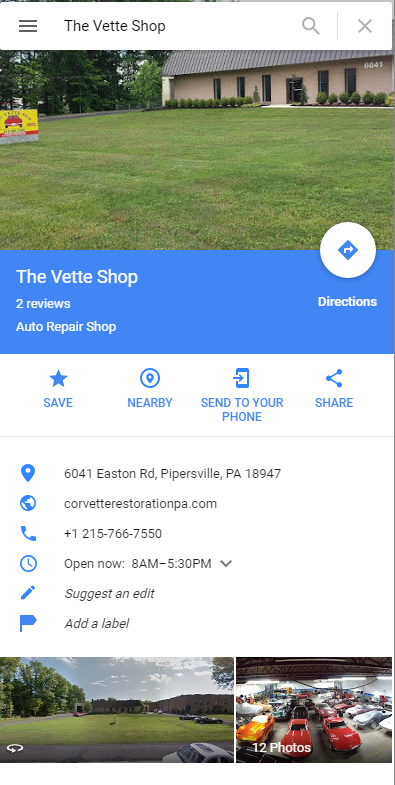 The Vette Shop
6041
VETTE SHOP
The Vette Shop
2 reviews
Directions
Auto Repair Shop
SAVE
NEARBY
SEND TO YOUR
PHONE
SHARE
6041 Easton Rd, Pipersville, PA 18947
corvetterestorationpa.com
+1 215-766-7550
Open now: 8AM–5:30PM
Suggest an edit
Add a label
12 Photos